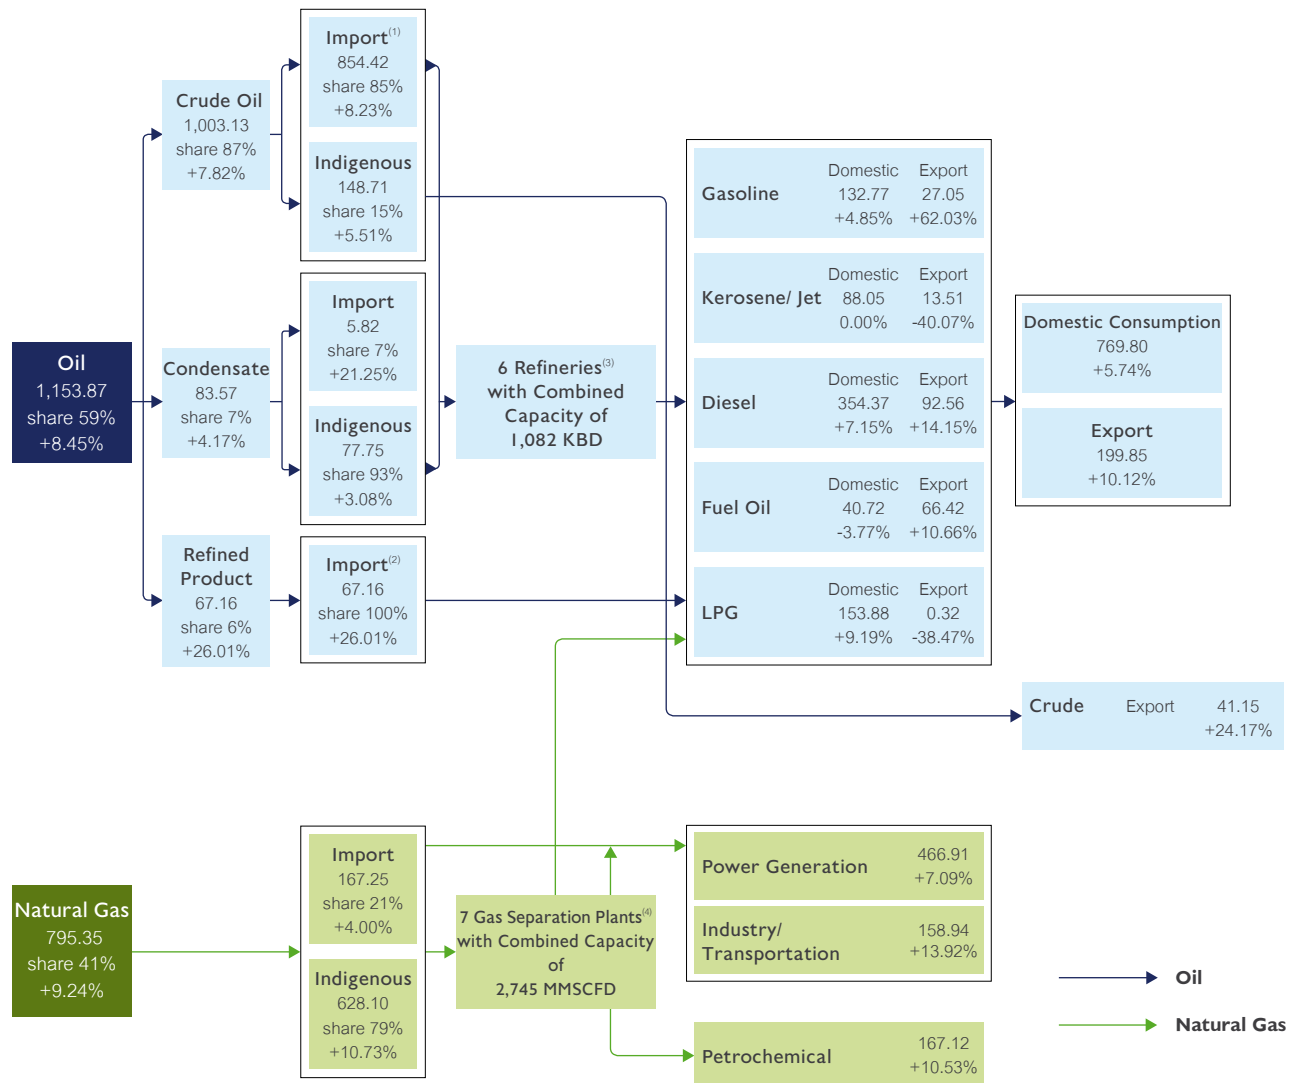 Oil
1,153.87
share 59%
+8.45%
Crude Oil
1,003.13
share 87%
+7.82%
Condensate
83.57
share 7%
+4.17%
Refined
Product
67.16
share 6%
+26.01%
Import(1)
854.42
share 85%
+8.23%
Indigenous
148.71
share 15%
+5.51%
Import
5.82
share 7%
+21.25%
Indigenous
77.75
share 93%
+3.08%
Import(2)
67.16
share 100%
+26.01%
6 Refineries(3)
with Combined
Capacity of
1,082 KBD
Domestic Export
Gasoline 132.77 27.05
+4.85% +62.03%
Domestic Export
Kerosene/ Jet 88.05 13.51
0.00% -40.07%
Domestic Export
Diesel 354.37 92.56
+7.15% +14.15%
Domestic Export
Fuel Oil 40.72 66.42
-3.77% +10.66%
Domestic Export
LPG 153.88 0.32
+9.19% -38.47%
Domestic Consumption
769.80
+5.74%
Export
199.85
+10.12%
Crude Export 41.15
+24.17%
Natural Gas
795.35
share 41%
+9.24%
Import
167.25
share 21%
+4.00%
Indigenous
628.10
share 79%
+10.73%
7 Gas Separation Plants(4)
with Combined Capacity
of
2,745 MMSCFD
Power Generation 466.91
+7.09%
Industry/ 158.94
Transportation +13.92%
Petrochemical 167.12
+10.53%
Oil
Natural Gas